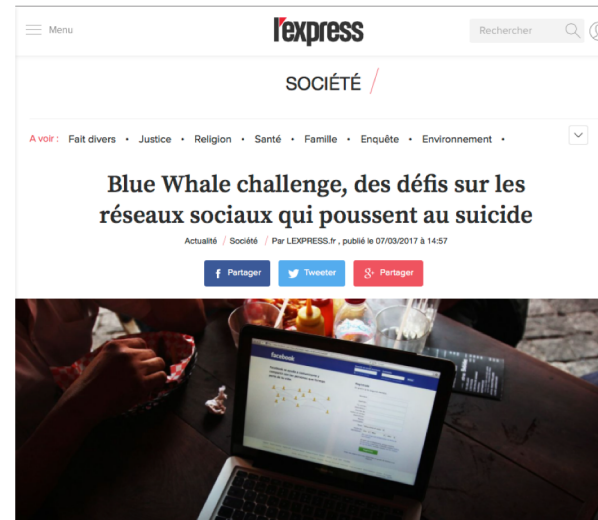 Menu
l'express
Rechercher
SOCIÉTÉ /
A voir : Fait divers • Justice • Religion • Santé • Famille • Enquête • Environnement •
Blue Whale challenge, des défis sur les
réseaux sociaux qui poussent au suicide
Actualité / Société / Par LEXPRESS.fr , publié le 07/03/2017 à 14:57
f Partager
Tweeter
g+ Partager
facebook